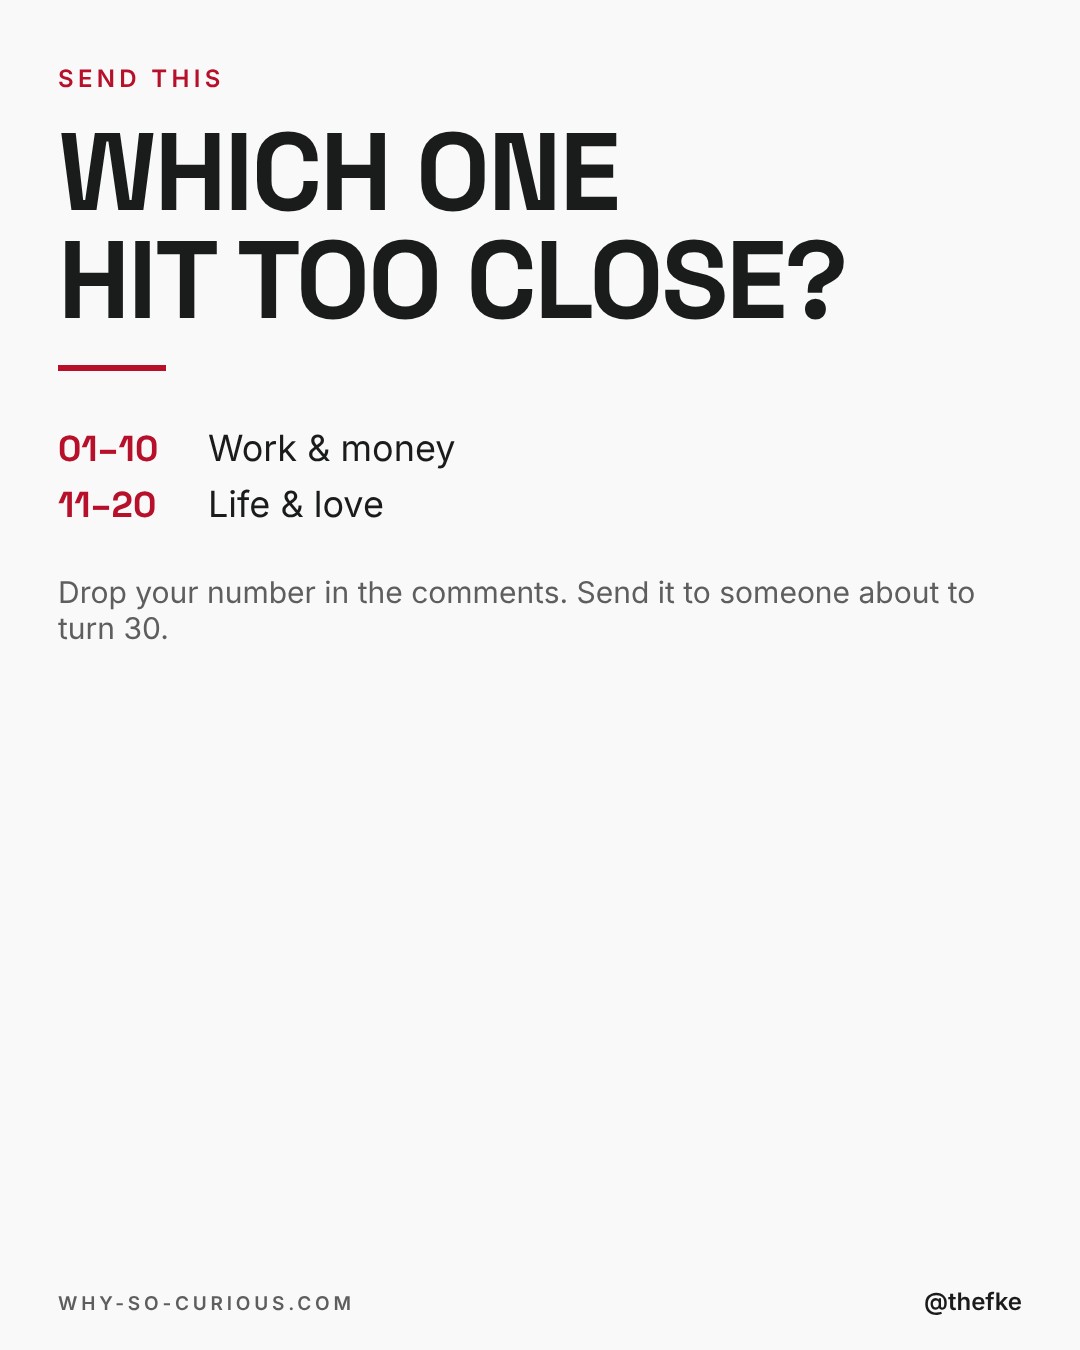 SEND THIS
WHICH ONE
HIT TOO CLOSE?
01–10 Work & money
11–20 Life & love
Drop your number in the comments. Send it to someone about to
turn 30.
WHY-SO-CURIOUS.COM @thefke